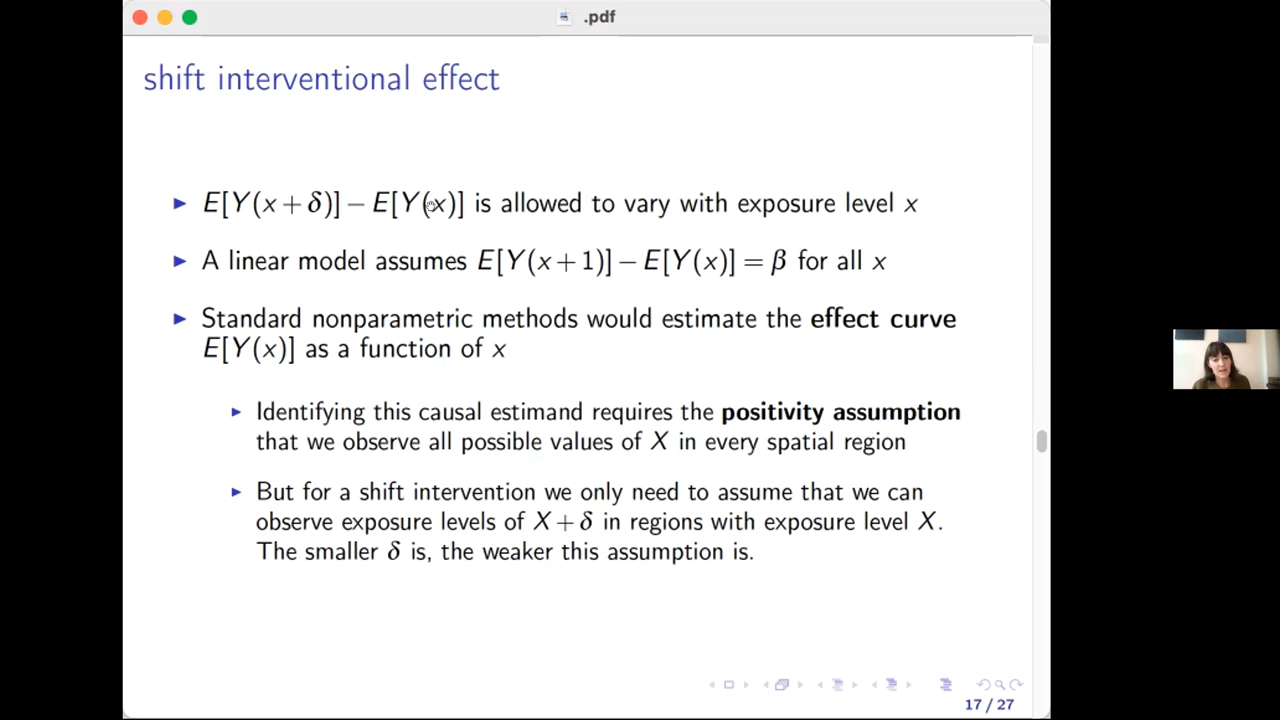 .pdf
shift interventional effect
▶ E[Y(x + δ)] − E[Y(x)] is allowed to vary with exposure level x
▶ A linear model assumes E[Y(x + 1)] − E[Y(x)] = β for all x
▶ Standard nonparametric methods would estimate the effect curve
E[Y(x)] as a function of x
▶ Identifying this causal estimand requires the positivity assumption
that we observe all possible values of X in every spatial region
▶ But for a shift intervention we only need to assume that we can
observe exposure levels of X + δ in regions with exposure level X.
The smaller δ is, the weaker this assumption is.
17 / 27